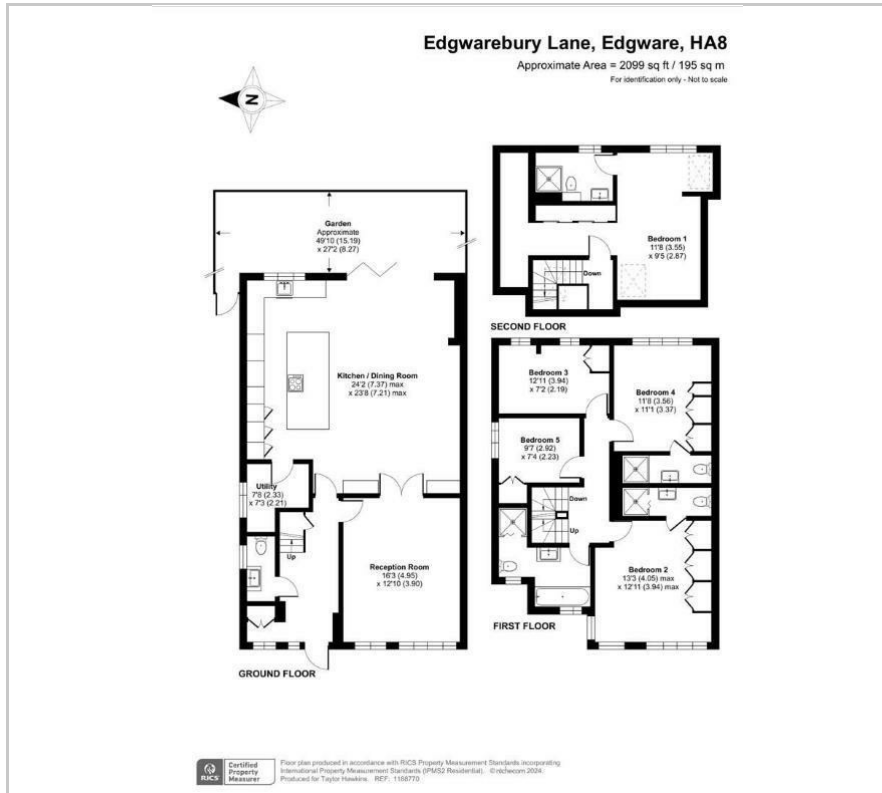 Edgwarebury Lane, Edgware, HA8
Approximate Area = 2099 sq ft / 195 sq m
For identification only - Not to scale
N
Garden
Approximate
49'10 (15.19)
x 27'2 (8.27)
Kitchen / Dining Room
24'2 (7.37) max
x 23'8 (7.21) max
Utility
7'8 (2.33)
x 7'3 (2.21)
Up
Reception Room
16'3 (4.95)
x 12'10 (3.90)
GROUND FLOOR
Bedroom 1
11'8 (3.55)
x 9'5 (2.87)
Down
SECOND FLOOR
Bedroom 3
12'11 (3.94)
x 7'2 (2.19)
Bedroom 4
11'8 (3.56)
x 11'1 (3.37)
Bedroom 5
9'7 (2.92)
x 7'4 (2.23)
Down
Up
Bedroom 2
13'3 (4.05) max
x 12'11 (3.94) max
FIRST FLOOR
RICS
Certified
Property
Measurer
Floor plan produced in accordance with RICS Property Measurement Standards incorporating
International Property Measurement Standards (IPMS2 Residential). © nichecom 2024.
Produced for Taylor Hawkins. REF: 1188770